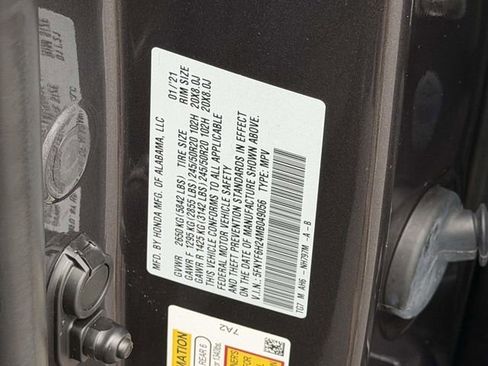 MFD. BY HONDA MFG. OF ALABAMA, LLC 01/'21
GVWR 2650 KG(5842 LBS) TIRE SIZE RIM SIZE
GAWR F 1295 KG(2855 LBS)245/50R20 102H 20X8.0J
GAWR R 1425 KG(3142 LBS)245/50R20 102H 20X8.0J
THIS VEHICLE CONFORMS TO ALL APPLICABLE
FEDERAL MOTOR VEHICLE SAFETY
AND THEFT PREVENTION STANDARDS IN EFFECT
ON THE DATE OF MANUFACTURE SHOWN ABOVE.
V.I.N.:5FNYF6H24MB049056 TYPE: MPV
TG7 M AH6- NH797M -A -B
7A2
MATION
REAR 6